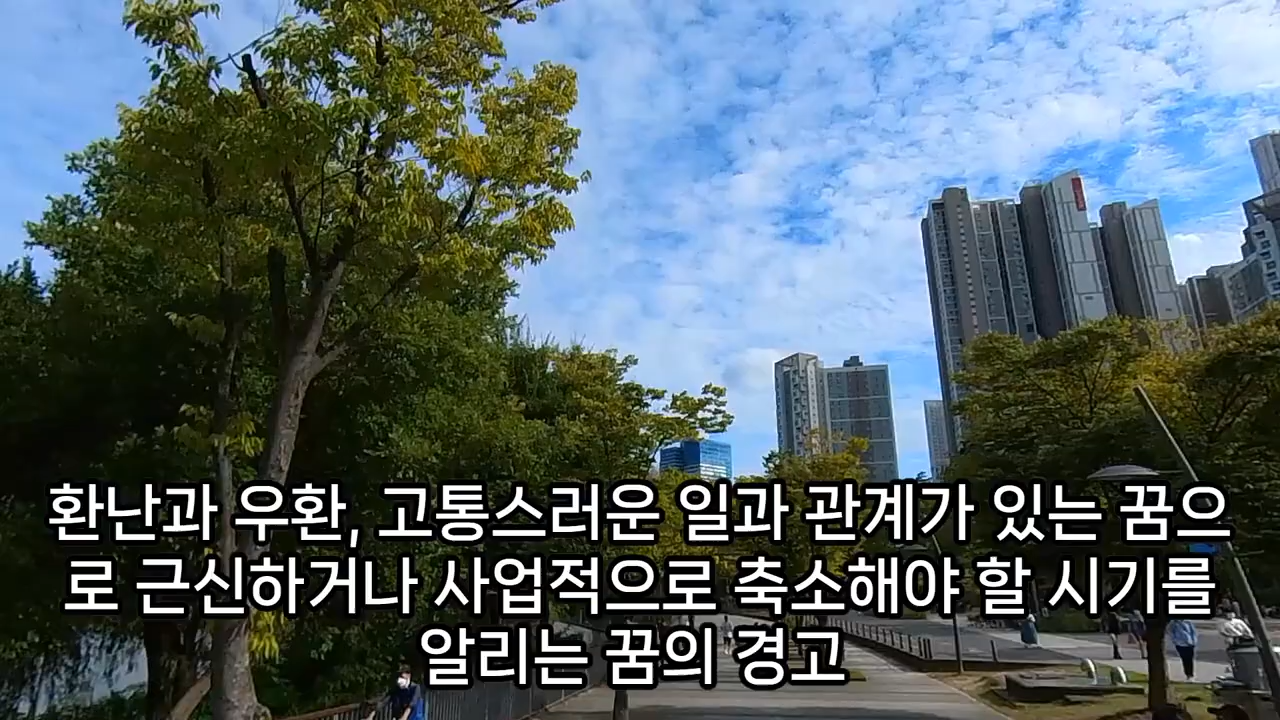 환난과 우환, 고통스러운 일과 관계가 있는 꿈으
로 근신하거나 사업적으로 축소해야 할 시기를
알리는 꿈의 경고